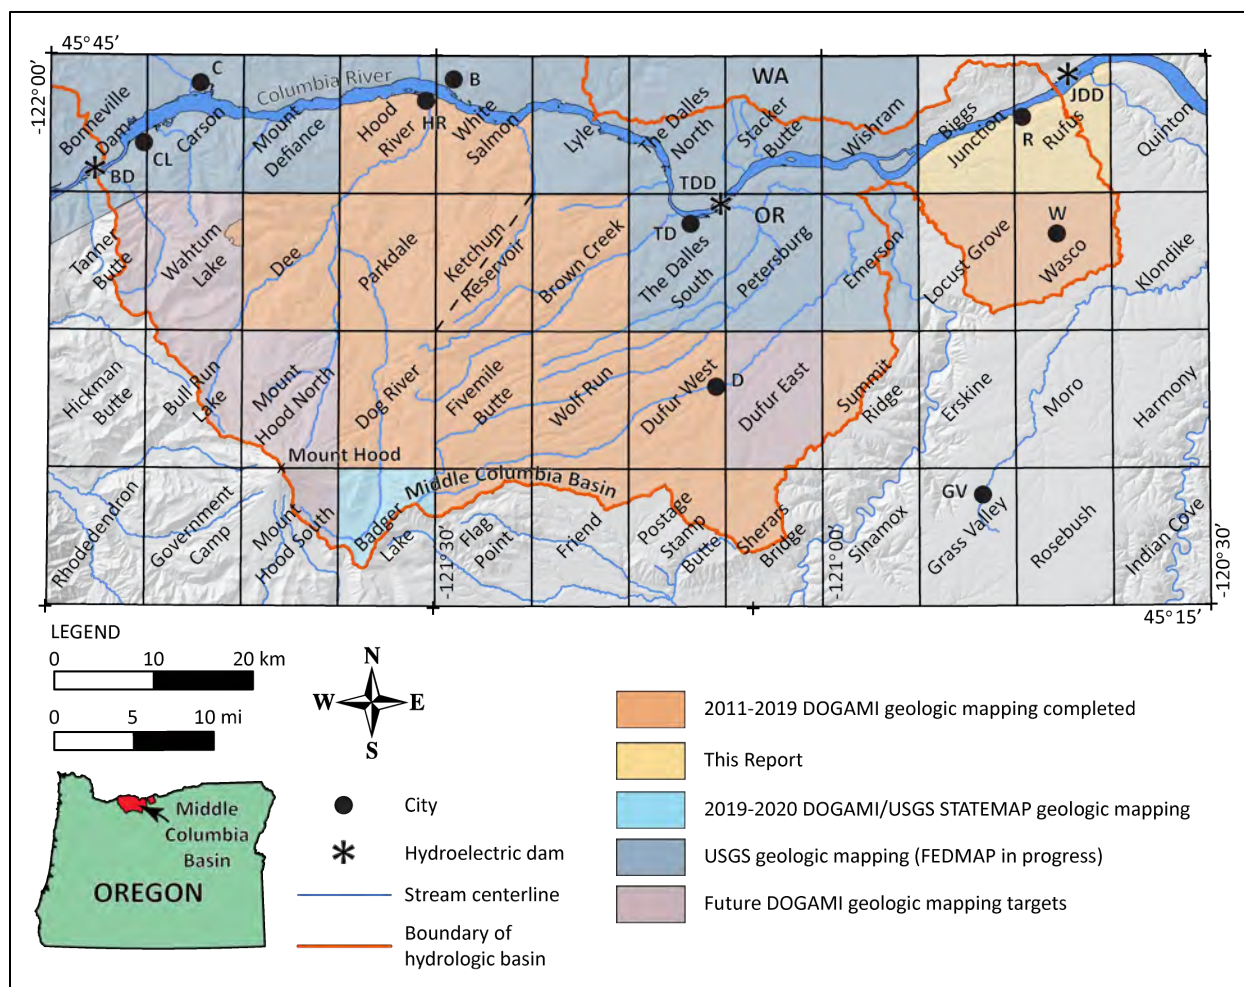 45°45’
-122°00’
C
Columbia River
B
WA
JDD
Bonneville
Dam
CL
BD
Carson
Mount
Defiance
Hood
River
HR
White
Salmon
Lyle
The Dalles
North
Stacker
Butte
Wishram
Biggs
Junction
R
Rufus
Quinton
TDD
OR
TD
W
Tanner
Butte
Wahtum
Lake
Dee
Parkdale
Ketchum
Reservoir
Brown Creek
The Dalles
South
Petersburg
Emerson
Locust Grove
Wasco
Klondike
Hickman
Butte
Bull Run
Lake
Mount
Hood North
Dog River
Fivemile
Butte
Wolf Run
Dufur West
D
Dufur East
Summit
Ridge
Erskine
Moro
Harmony
Mount Hood
Middle Columbia Basin
GV
Rhododendron
Government
Camp
Mount
Hood South
Badger
Lake
-121°30’
Flag
Point
Friend
Postage
Stamp
Butte
Sherars
Bridge
-121°00’
Sinamox
Grass Valley
Rosebush
Indian Cove
-120°30’
45°15’
LEGEND
0 10 20 km
0 5 10 mi
N
W E
S
Middle
Columbia
Basin
OREGON
City
Hydroelectric dam
Stream centerline
Boundary of
hydrologic basin
2011-2019 DOGAMI geologic mapping completed
This Report
2019-2020 DOGAMI/USGS STATEMAP geologic mapping
USGS geologic mapping (FEDMAP in progress)
Future DOGAMI geologic mapping targets